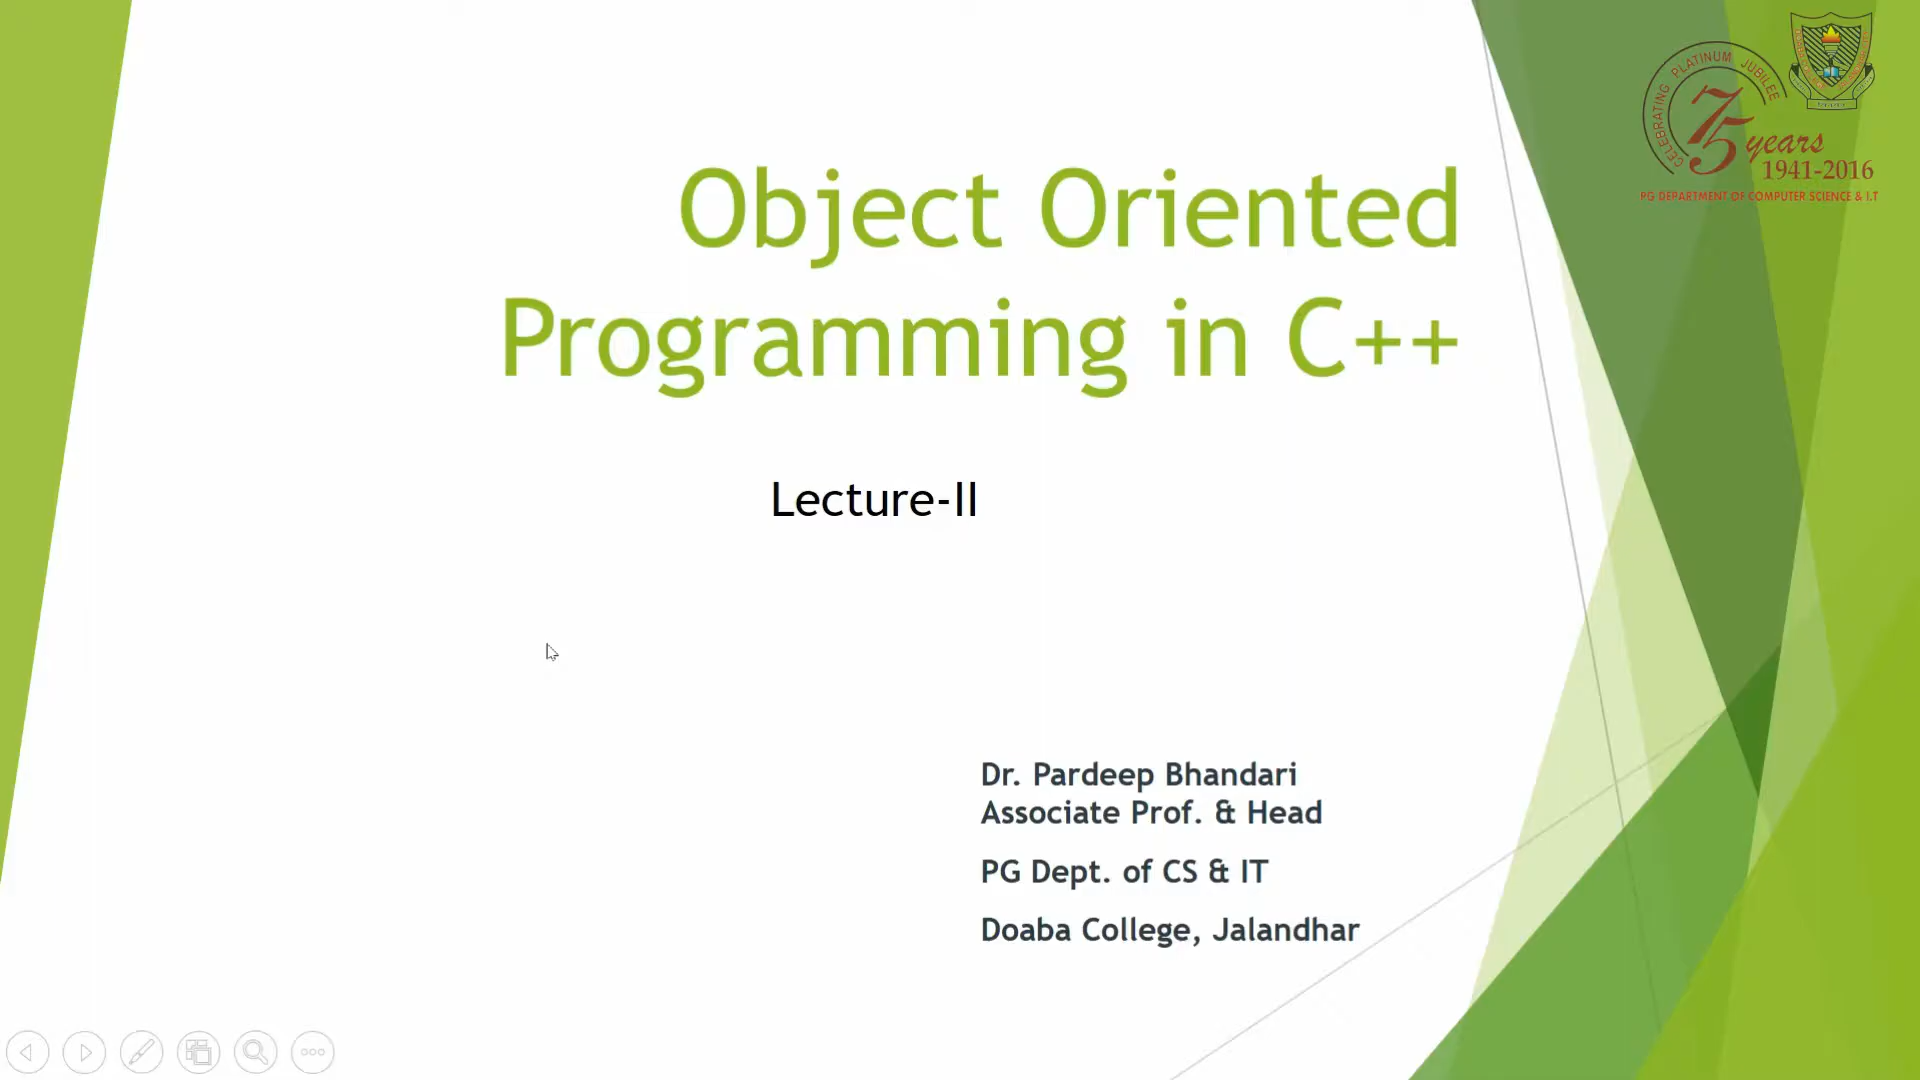 CELEBRATING PLATINUM JUBILEE
75 years
1941-2016
PG DEPARTMENT OF COMPUTER SCIENCE & I.T
Object Oriented
Programming in C++
Lecture-II
Dr. Pardeep Bhandari
Associate Prof. & Head
PG Dept. of CS & IT
Doaba College, Jalandhar